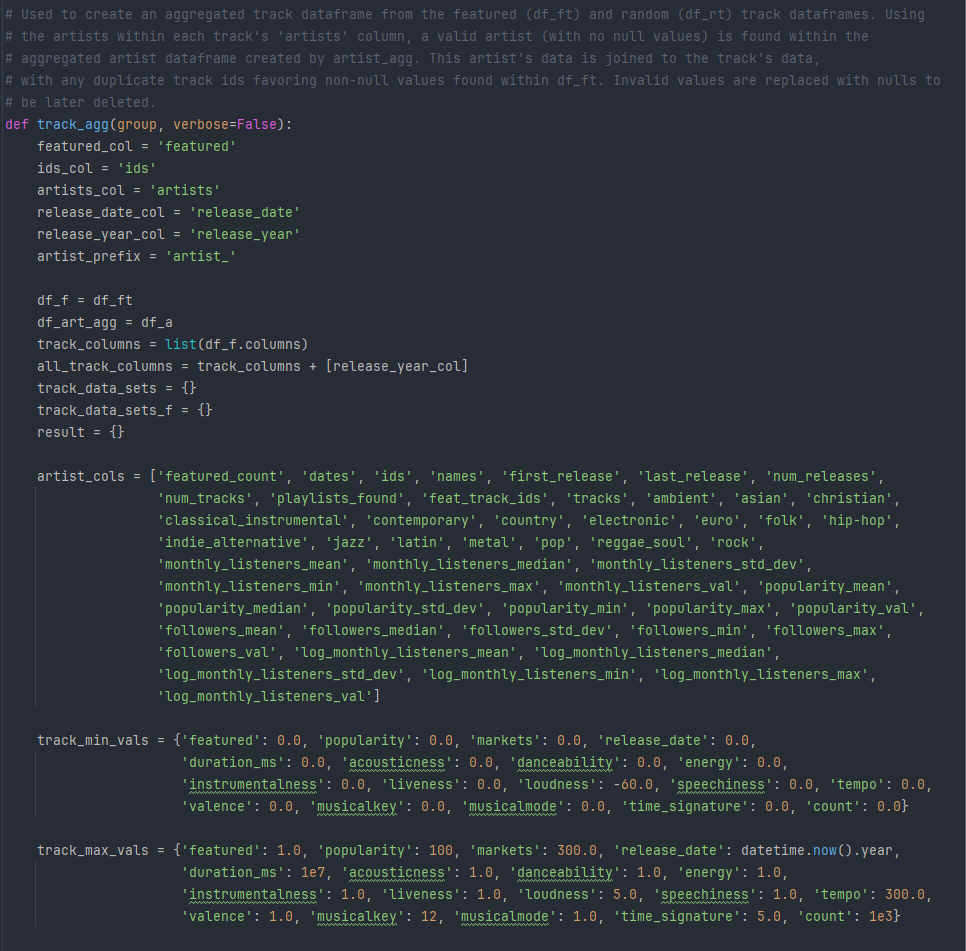 # Used to create an aggregated track dataframe from the featured (df_ft) and random (df_rt) track dataframes. Using
# the artists within each track's 'artists' column, a valid artist (with no null values) is found within the
# aggregated artist dataframe created by artist_agg. This artist's data is joined to the track's data,
# with any duplicate track ids favoring non-null values found within df_ft. Invalid values are replaced with nulls to
# be later deleted.
def track_agg(group, verbose=False):
    featured_col = 'featured'
    ids_col = 'ids'
    artists_col = 'artists'
    release_date_col = 'release_date'
    release_year_col = 'release_year'
    artist_prefix = 'artist_'

    df_f = df_ft
    df_art_agg = df_a
    track_columns = list(df_f.columns)
    all_track_columns = track_columns + [release_year_col]
    track_data_sets = {}
    track_data_sets_f = {}
    result = {}

    artist_cols = ['featured_count', 'dates', 'ids', 'names', 'first_release', 'last_release', 'num_releases',
                   'num_tracks', 'playlists_found', 'feat_track_ids', 'tracks', 'ambient', 'asian', 'christian',
                   'classical_instrumental', 'contemporary', 'country', 'electronic', 'euro', 'folk', 'hip-hop',
                   'indie_alternative', 'jazz', 'latin', 'metal', 'pop', 'reggae_soul', 'rock',
                   'monthly_listeners_mean', 'monthly_listeners_median', 'monthly_listeners_std_dev',
                   'monthly_listeners_min', 'monthly_listeners_max', 'monthly_listeners_val', 'popularity_mean',
                   'popularity_median', 'popularity_std_dev', 'popularity_min', 'popularity_max', 'popularity_val',
                   'followers_mean', 'followers_median', 'followers_std_dev', 'followers_min', 'followers_max',
                   'followers_val', 'log_monthly_listeners_mean', 'log_monthly_listeners_median',
                   'log_monthly_listeners_std_dev', 'log_monthly_listeners_min', 'log_monthly_listeners_max',
                   'log_monthly_listeners_val']

    track_min_vals = {'featured': 0.0, 'popularity': 0.0, 'markets': 0.0, 'release_date': 0.0,
                      'duration_ms': 0.0, 'acousticness': 0.0, 'danceability': 0.0, 'energy': 0.0,
                      'instrumentalness': 0.0, 'liveness': 0.0, 'loudness': -60.0, 'speechiness': 0.0, 'tempo': 0.0,
                      'valence': 0.0, 'musicalkey': 0.0, 'musicalmode': 0.0, 'time_signature': 0.0, 'count': 0.0}

    track_max_vals = {'featured': 1.0, 'popularity': 100, 'markets': 300.0, 'release_date': datetime.now().year,
                      'duration_ms': 1e7, 'acousticness': 1.0, 'danceability': 1.0, 'energy': 1.0,
                      'instrumentalness': 1.0, 'liveness': 1.0, 'loudness': 5.0, 'speechiness': 1.0, 'tempo': 300.0,
                      'valence': 1.0, 'musicalkey': 12, 'musicalmode': 1.0, 'time_signature': 5.0, 'count': 1e3}